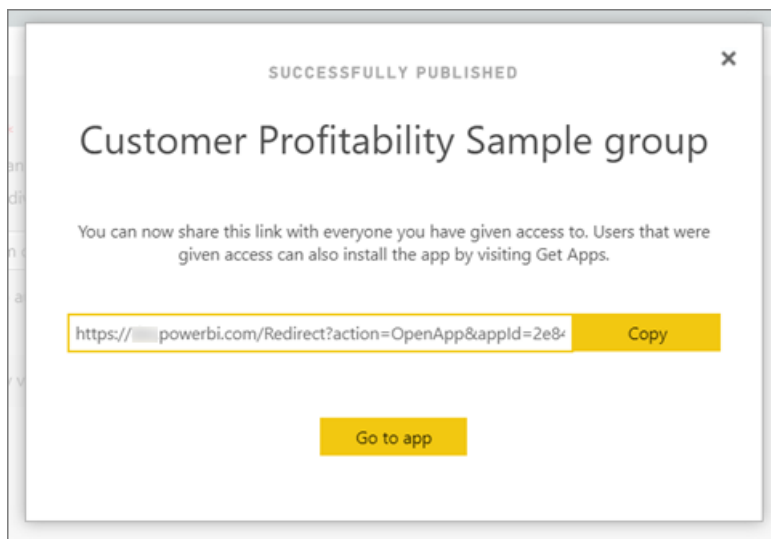 SUCCESSFULLY PUBLISHED
Customer Profitability Sample group
You can now share this link with everyone you have given access to. Users that were
given access can also install the app by visiting Get Apps.
https:// powerbi.com/Redirect?action=OpenApp&appId=2e84 Copy
Go to app